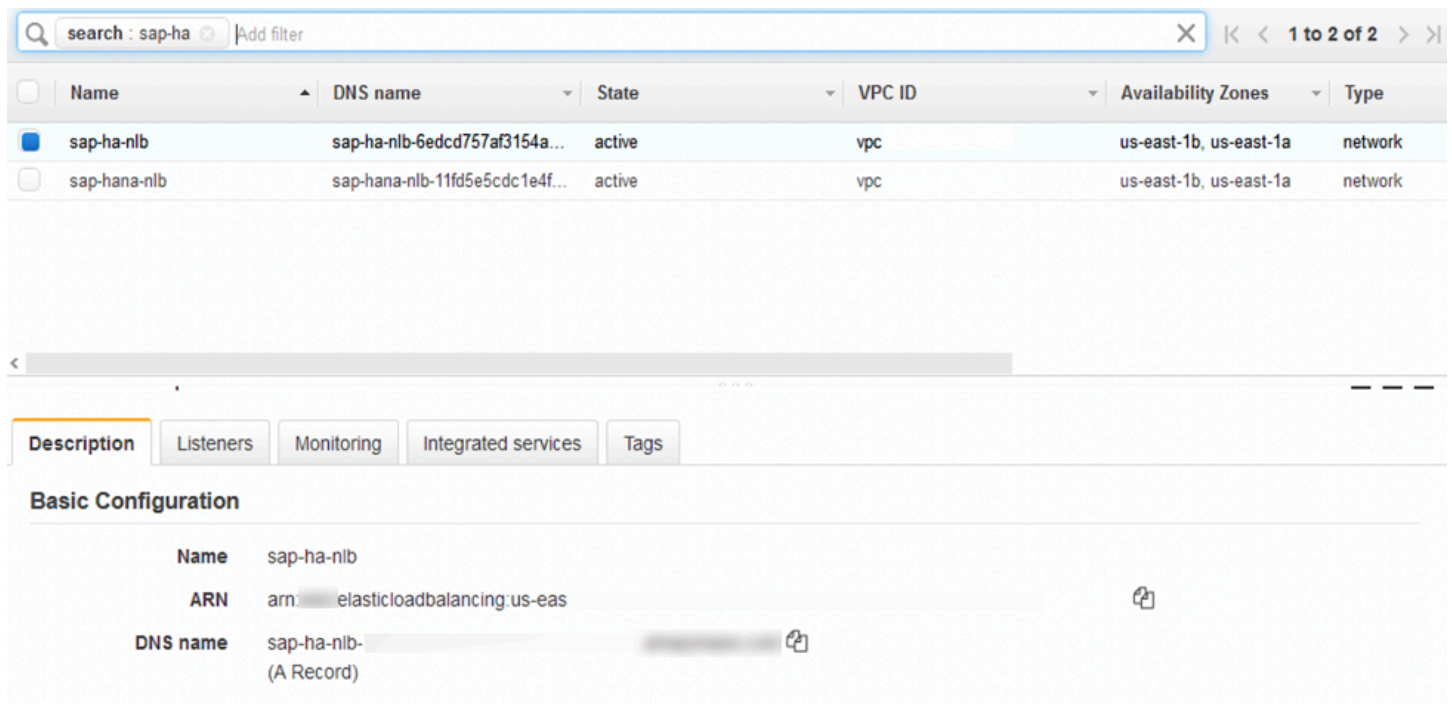 search : sap-ha Add filter 1 to 2 of 2
Name DNS name State VPC ID Availability Zones Type
sap-ha-nlb sap-ha-nlb-6edcd757af3154a... active vpc us-east-1b, us-east-1a network
sap-hana-nlb sap-hana-nlb-11fd5e5cdc1e4f... active vpc us-east-1b, us-east-1a network
Description Listeners Monitoring Integrated services Tags
Basic Configuration
Name sap-ha-nlb
ARN arn: elasticloadbalancing:us-eas
DNS name sap-ha-nlb-
(A Record)